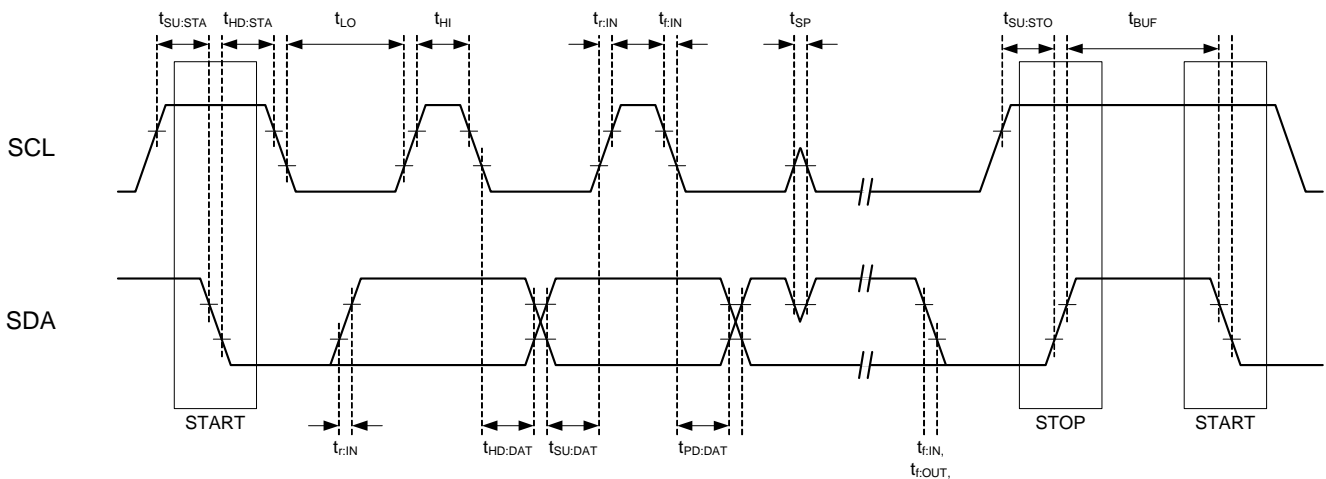 tSU:STA tHD:STA tLO tHI tr:IN tf:IN tSP tSU:STO tBUF
SCL
SDA
START STOP START
tr:IN tHD:DAT tSU:DAT tPD:DAT tf:IN,
tf:OUT,